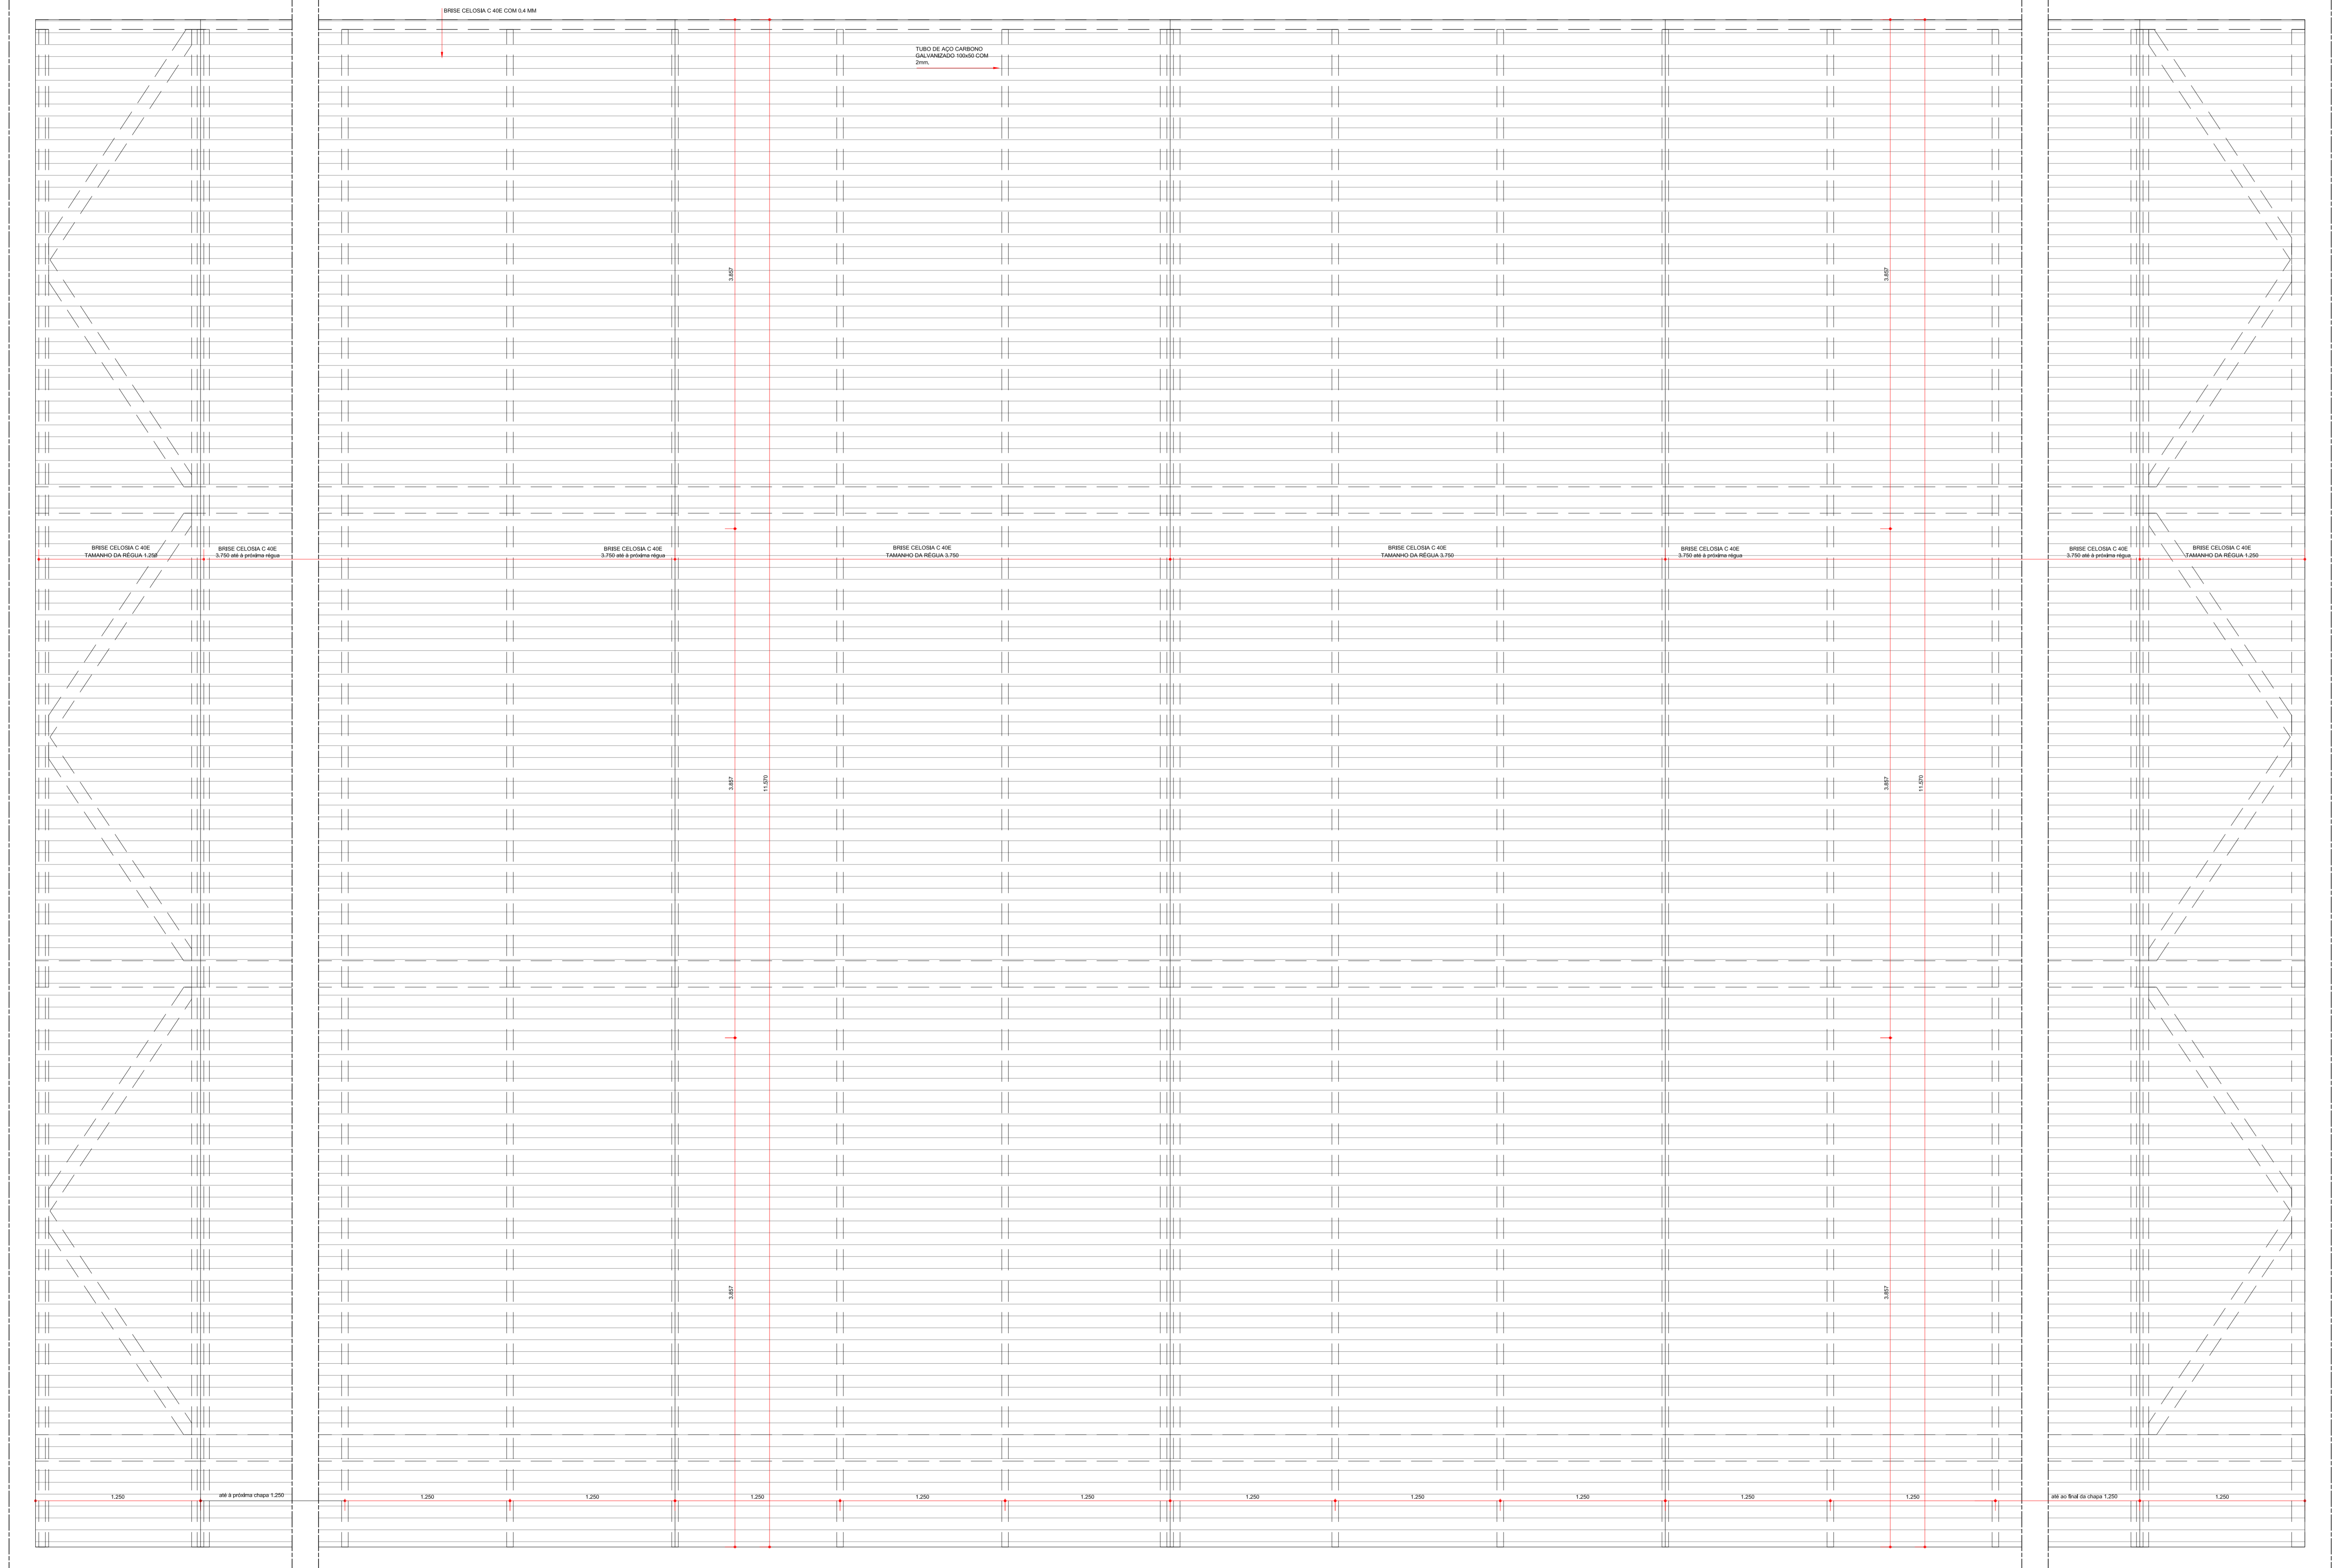 BRISE CELOSIA C 40E COM 0.4 MM
TUBO DE AÇO CARBONO
GALVANIZADO 100x50 COM
2mm.
3.857
3.857
BRISE CELOSIA C 40E
TAMANHO DA RÉGUA 1.250
BRISE CELOSIA C 40E
3.750 até à próxima régua
BRISE CELOSIA C 40E
3.750 até à próxima régua
BRISE CELOSIA C 40E
TAMANHO DA RÉGUA 3.750
BRISE CELOSIA C 40E
TAMANHO DA RÉGUA 3.750
BRISE CELOSIA C 40E
3.750 até à próxima régua
BRISE CELOSIA C 40E
3.750 até à próxima régua
BRISE CELOSIA C 40E
TAMANHO DA RÉGUA 1.250
3.857
11.570
3.857
11.570
3.857
3.857
1.250
até à próxima chapa 1.250
1.250
1.250
1.250
1.250
1.250
1.250
1.250
1.250
1.250
1.250
até ao final da chapa 1.250
1.250